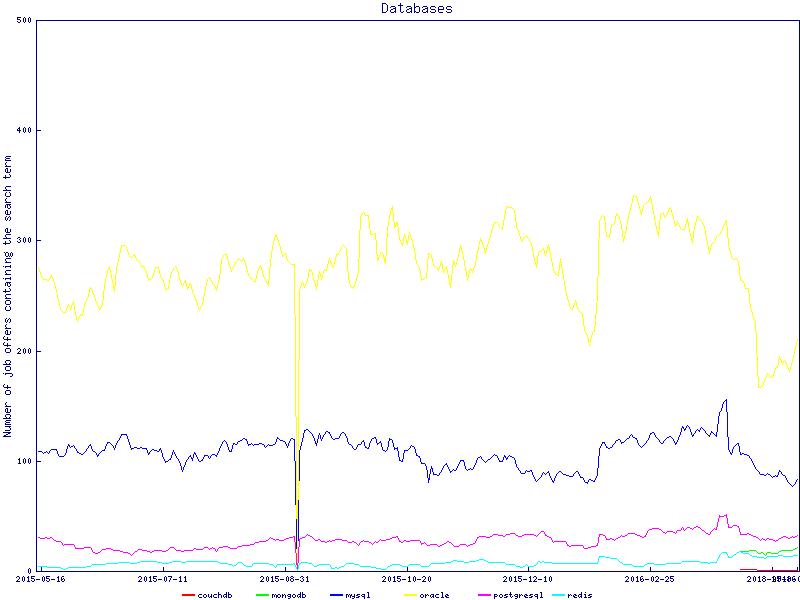 Databases
Number of job offers containing the search term
500
400
300
200
100
0
2015-05-16 2015-07-11 2015-08-31 2015-10-20 2015-12-10 2016-02-25
couchdb mongodb mysql oracle postgresql redis